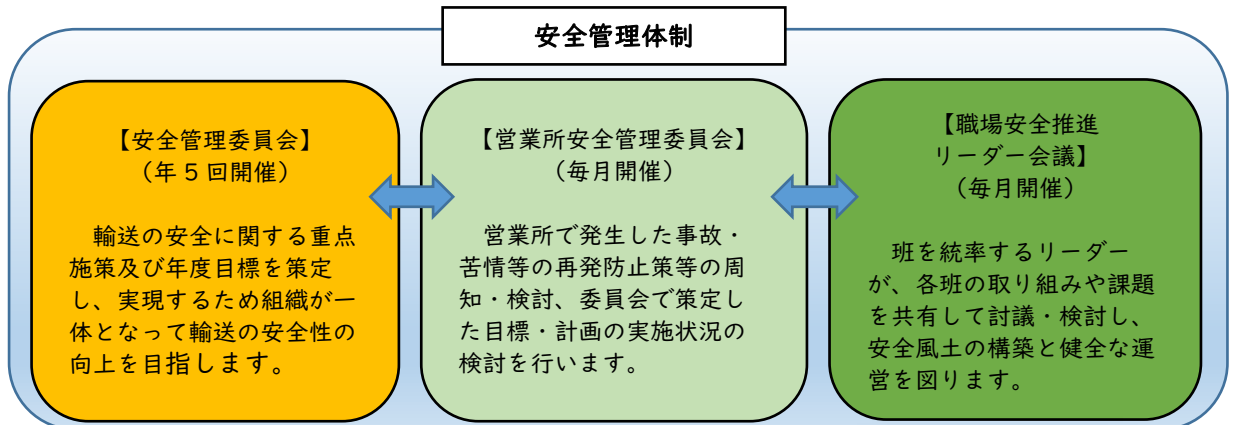 安全管理体制
【安全管理委員会】
（年５回開催）
　輸送の安全に関する重点
施策及び年度目標を策定
し、実現するため組織が一
体となって輸送の安全性の
向上を目指します。
【営業所安全管理委員会】
（毎月開催）
　営業所で発生した事故・
苦情等の再発防止策等の周
知・検討、委員会で策定し
た目標・計画の実施状況の
検討を行います。
【職場安全推進
リーダー会議】
（毎月開催）
　班を統率するリーダー
が、各班の取り組みや課題
を共有して討議・検討し、
安全風土の構築と健全な運
営を図ります。